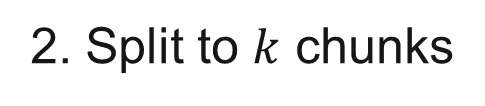 2. Split to k chunks